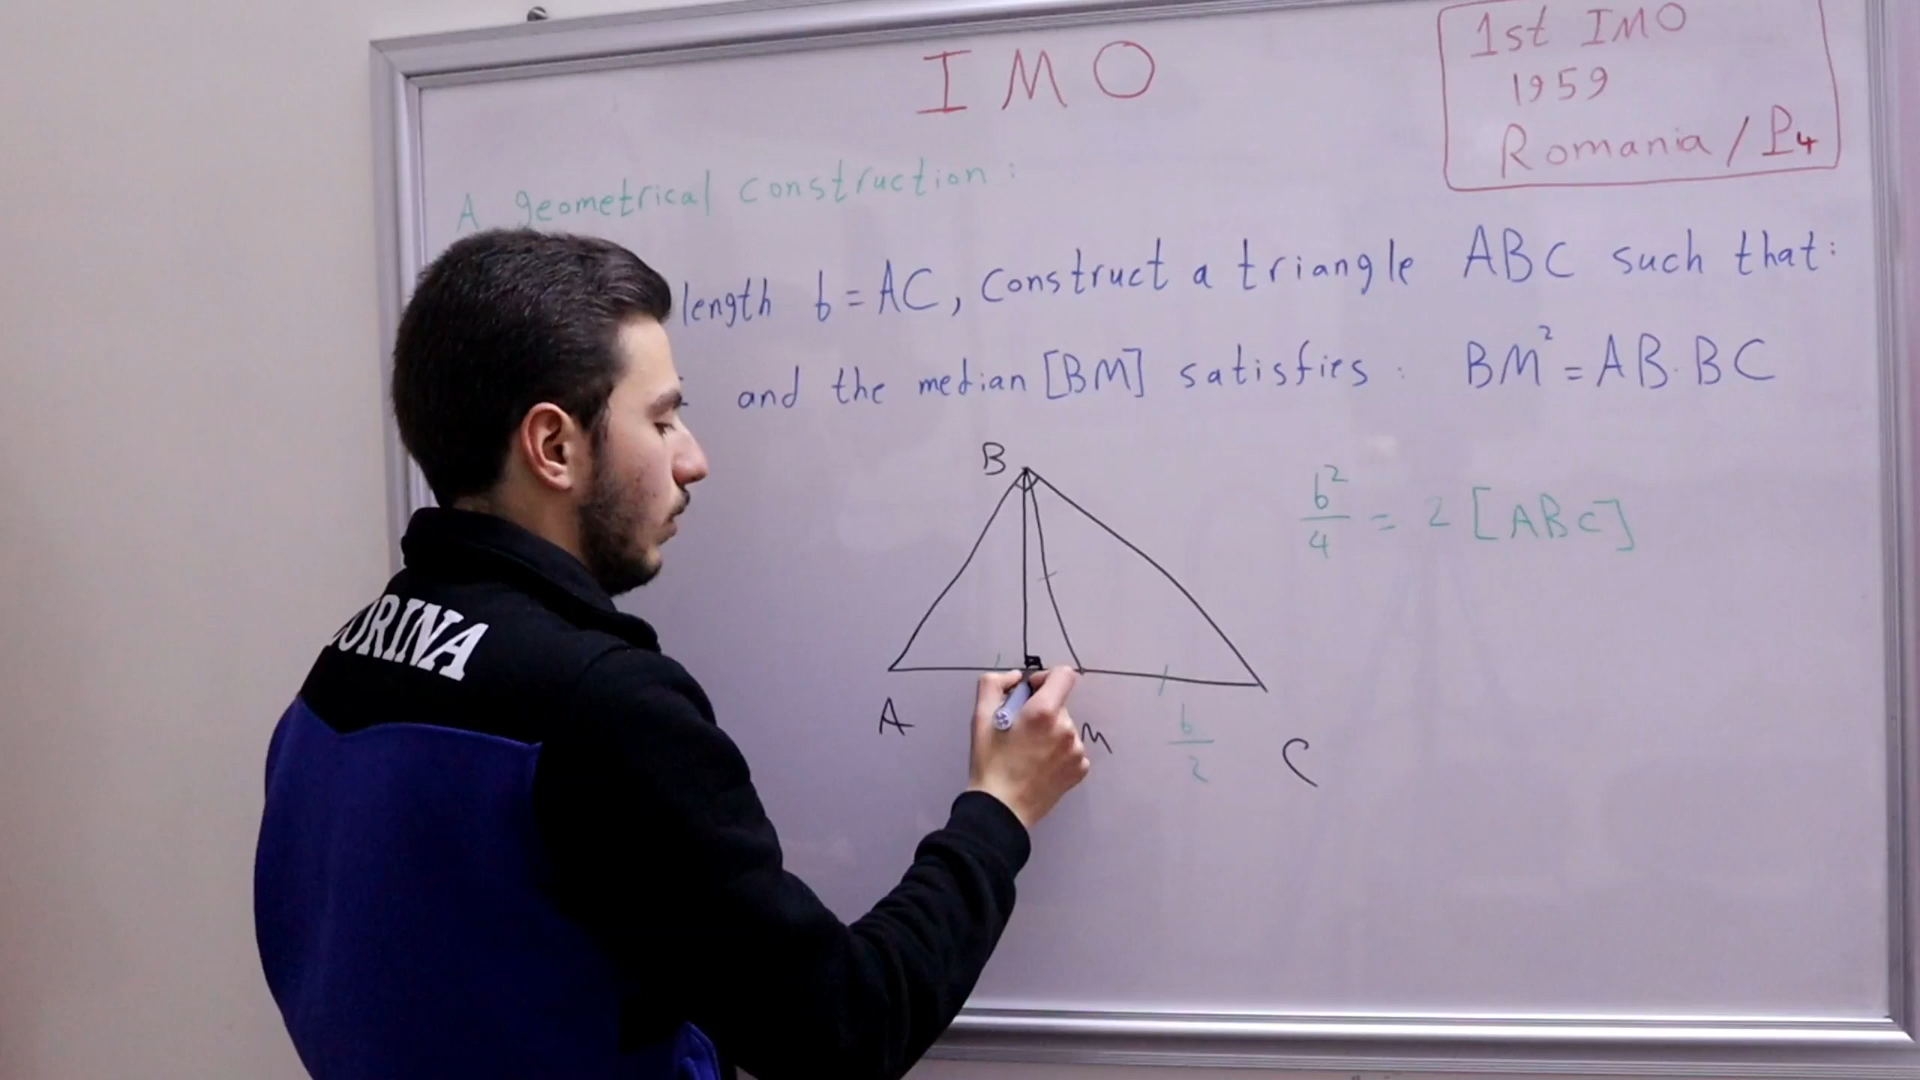 IMO
1st IMO
1959
Romania / P4
A geometrical construction :
length b = AC, construct a triangle ABC such that:
and the median [BM] satisfies : BM² = AB.BC
B
b²/4 = 2 [ABC]
A
M
b/2
C
ORINA